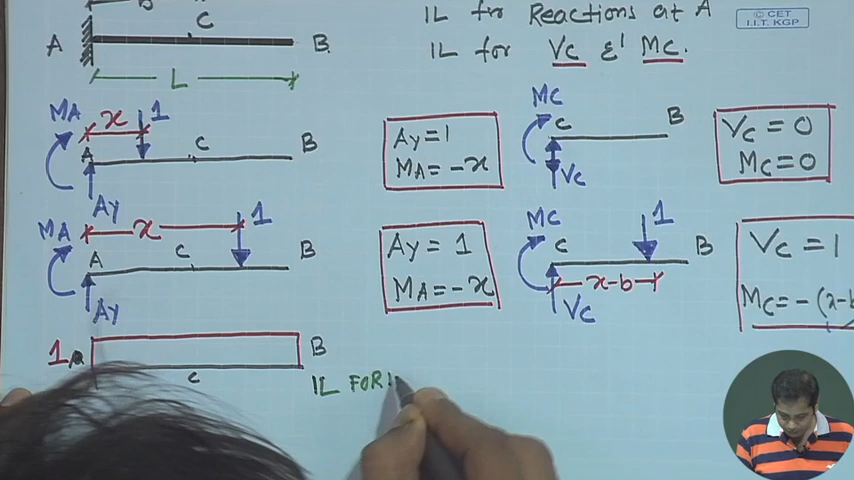 B
IL for Reactions at A
© CET
I.I.T. KGP
C
A
B.
IL for VC & MC.
L
MA
x
1
A
C
B
Ay
Ay = 1
MA = -x
MC
C
B
VC
VC = 0
MC = 0
MA
x
1
A
C
B
Ay
Ay = 1
MA = -x
MC
1
C
B
x-b
VC
VC = 1
MC = -(x-b
1
B
C
IL FOR